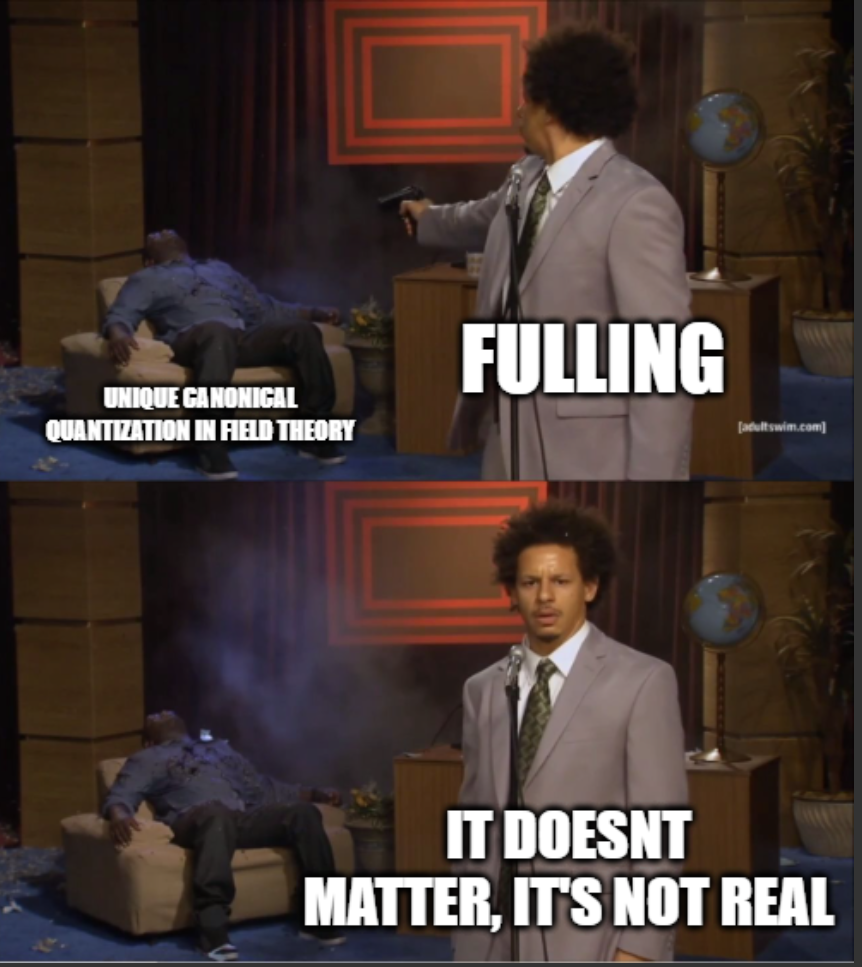 FULLING
UNIQUE CANONICAL
QUANTIZATION IN FIELD THEORY
[adultswim.com]
IT DOESNT
MATTER, IT'S NOT REAL